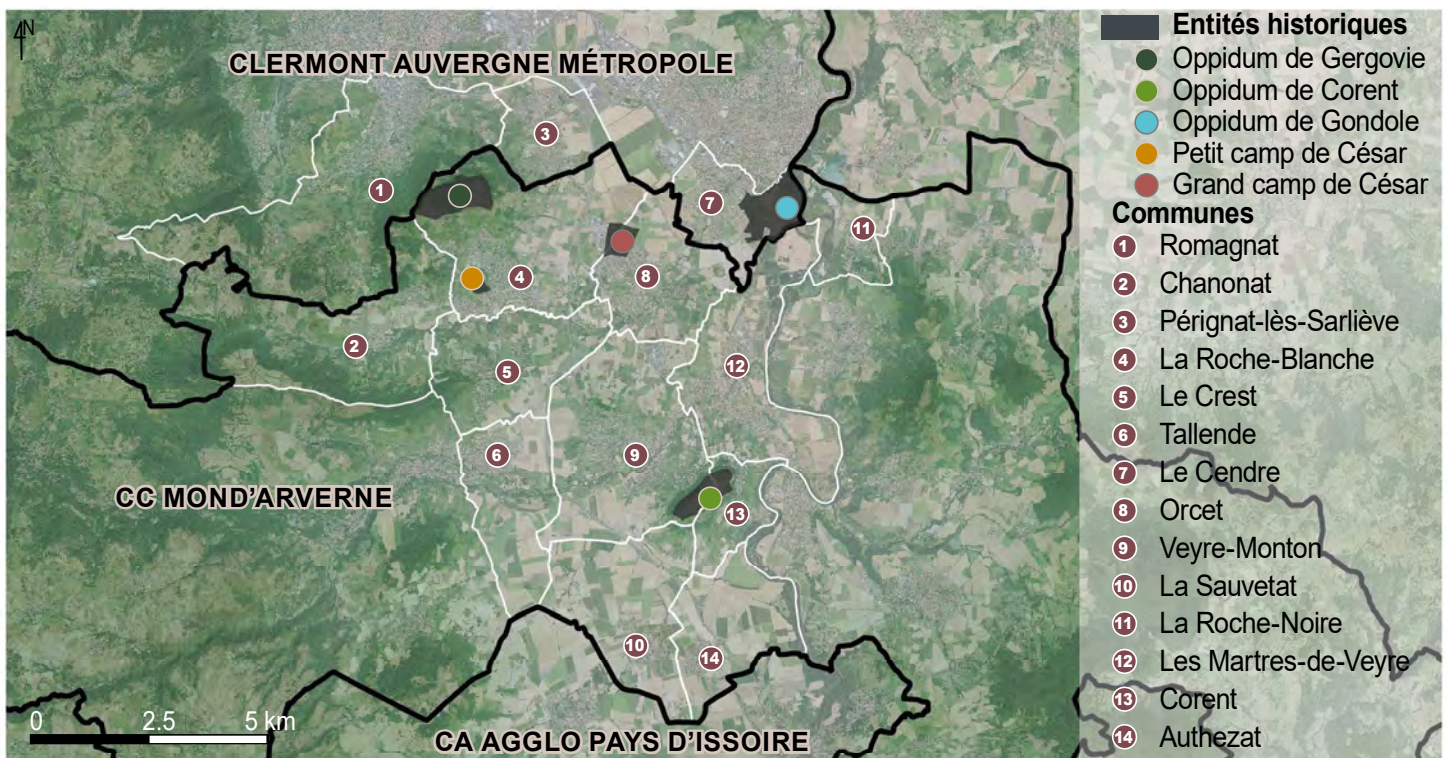 N
CLERMONT AUVERGNE MÉTROPOLE
3
1
7
11
4
8
2
5
12
6
9
CC MOND'ARVERNE
13
10
14
0 2.5 5 km
CA AGGLO PAYS D'ISSOIRE
Entités historiques
Oppidum de Gergovie
Oppidum de Corent
Oppidum de Gondole
Petit camp de César
Grand camp de César
Communes
1 Romagnat
2 Chanonat
3 Pérignat-lès-Sarliève
4 La Roche-Blanche
5 Le Crest
6 Tallende
7 Le Cendre
8 Orcet
9 Veyre-Monton
10 La Sauvetat
11 La Roche-Noire
12 Les Martres-de-Veyre
13 Corent
14 Authezat